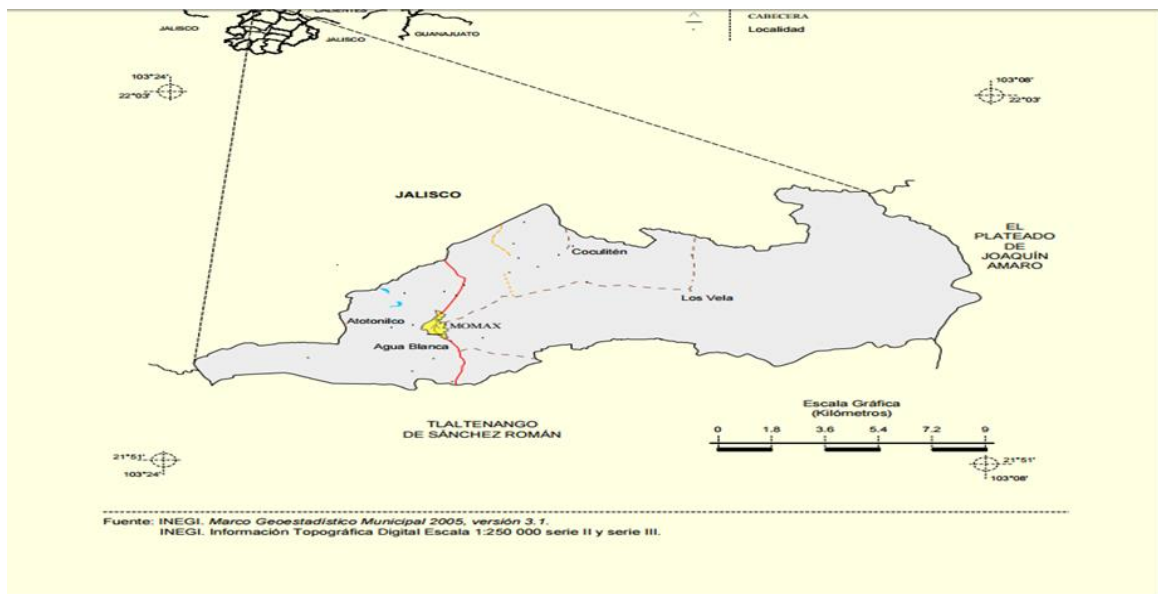 JALISCO
JALISCO
GUANAJUATO
CABECERA
Localidad
103°24'
22°03'
103°06'
22°03'
JALISCO
EL
PLATEADO
DE
JOAQUÍN
AMARO
Coculitén
Los Vela
Atotonilco
MOMAX
Agua Blanca
TLALTENANGO
DE SÁNCHEZ ROMÁN
Escala Gráfica
(Kilómetros)
0 1.8 3.6 5.4 7.2 9
21°51'
103°24'
21°51'
103°06'
Fuente: INEGI. Marco Geoestadístico Municipal 2005, versión 3.1.
INEGI. Información Topográfica Digital Escala 1:250 000 serie II y serie III.